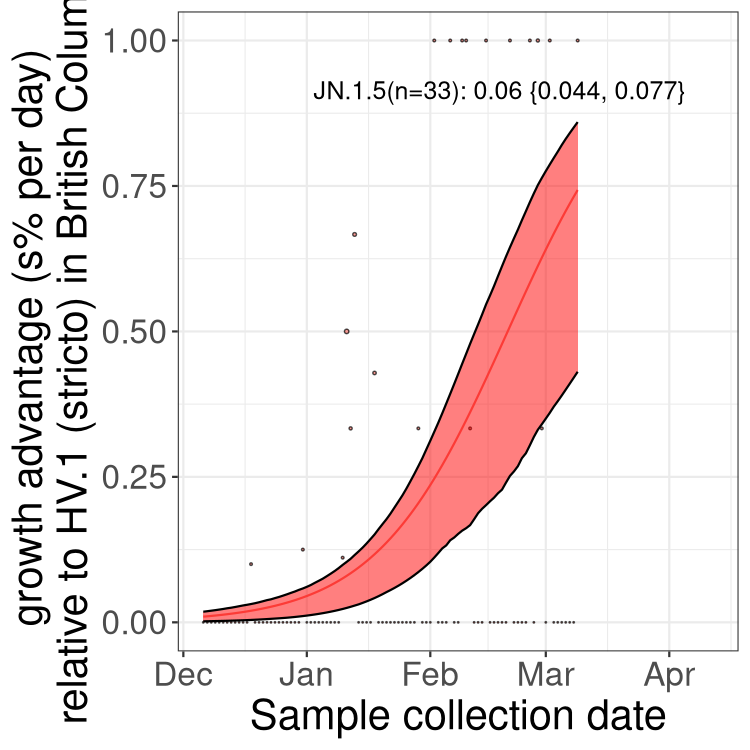 growth advantage (s% per day)
relative to HV.1 (stricto) in British Colum
1.00
0.75
0.50
0.25
0.00
JN.1.5(n=33): 0.06 {0.044, 0.077}
Dec Jan Feb Mar Apr
Sample collection date